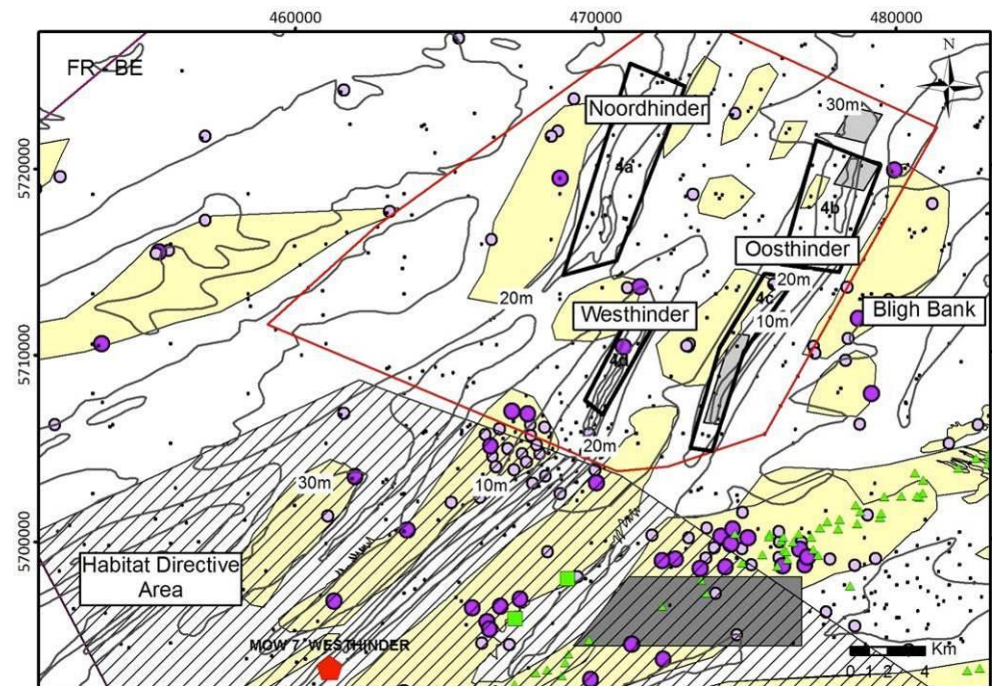 460000
470000
480000
FR - BE
N
30m
Noordhinder
4a
5720000
4b
Oosthinder
20m
20m
4c
Westhinder
10m
Bligh Bank
5710000
4d
20m
30m
10m
5700000
Habitat Directive
Area
MOW 7 WESTHINDER
Km
0 1 2 4